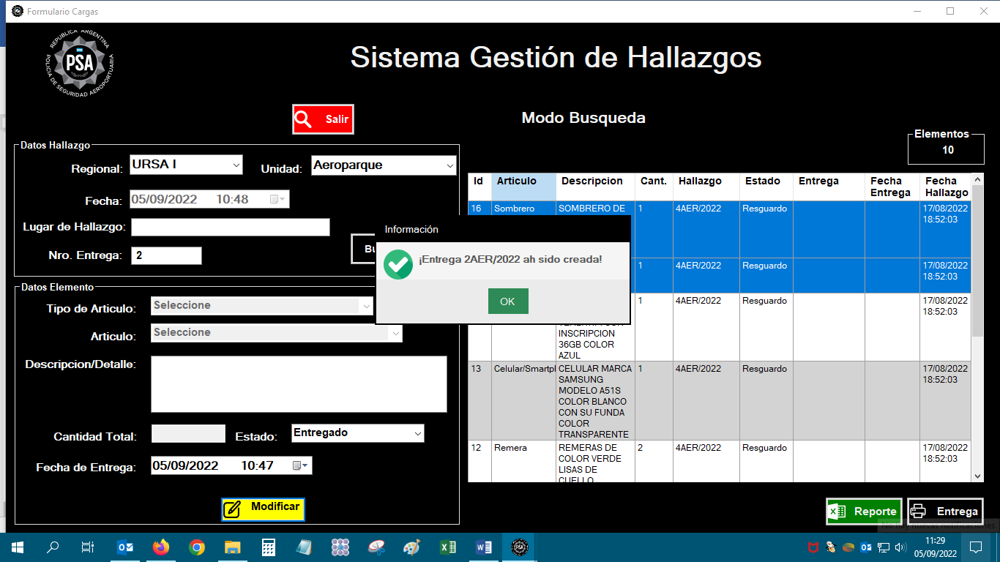 Formulario Cargas
REPUBLICA ARGENTINA
PSA
POLICIA DE SEGURIDAD AEROPORTUARIA
Sistema Gestión de Hallazgos
Salir
Modo Busqueda
Elementos
10
Datos Hallazgo
Regional: URSA I Unidad: Aeroparque
Fecha: 05/09/2022 10:48
Lugar de Hallazgo:
Nro. Entrega: 2
Datos Elemento
Tipo de Articulo: Seleccione
Articulo: Seleccione
Descripcion/Detalle:
Cantidad Total: Estado: Entregado
Fecha de Entrega: 05/09/2022 10:47
Modificar
Información
¡Entrega 2AER/2022 ah sido creada!
OK
Id Articulo Descripcion Cant. Hallazgo Estado Entrega Fecha Entrega Fecha Hallazgo
16 Sombrero SOMBRERO DE 1 4AER/2022 Resguardo 17/08/2022
18:52:03
1 4AER/2022 Resguardo 17/08/2022
18:52:03
1 4AER/2022 Resguardo 17/08/2022
18:52:03
INSCRIPCION
36GB COLOR
AZUL
13 Celular/Smartpl CELULAR MARCA 1 4AER/2022 Resguardo 17/08/2022
SAMSUNG 18:52:03
MODELO A51S
COLOR BLANCO
CON SU FUNDA
COLOR
TRANSPARENTE
12 Remera REMERAS DE 2 4AER/2022 Resguardo 17/08/2022
COLOR VERDE 18:52:03
LISAS DE
CUELLO
Reporte
Entrega
No hay nuevas notificaciones
11:29
05/09/2022